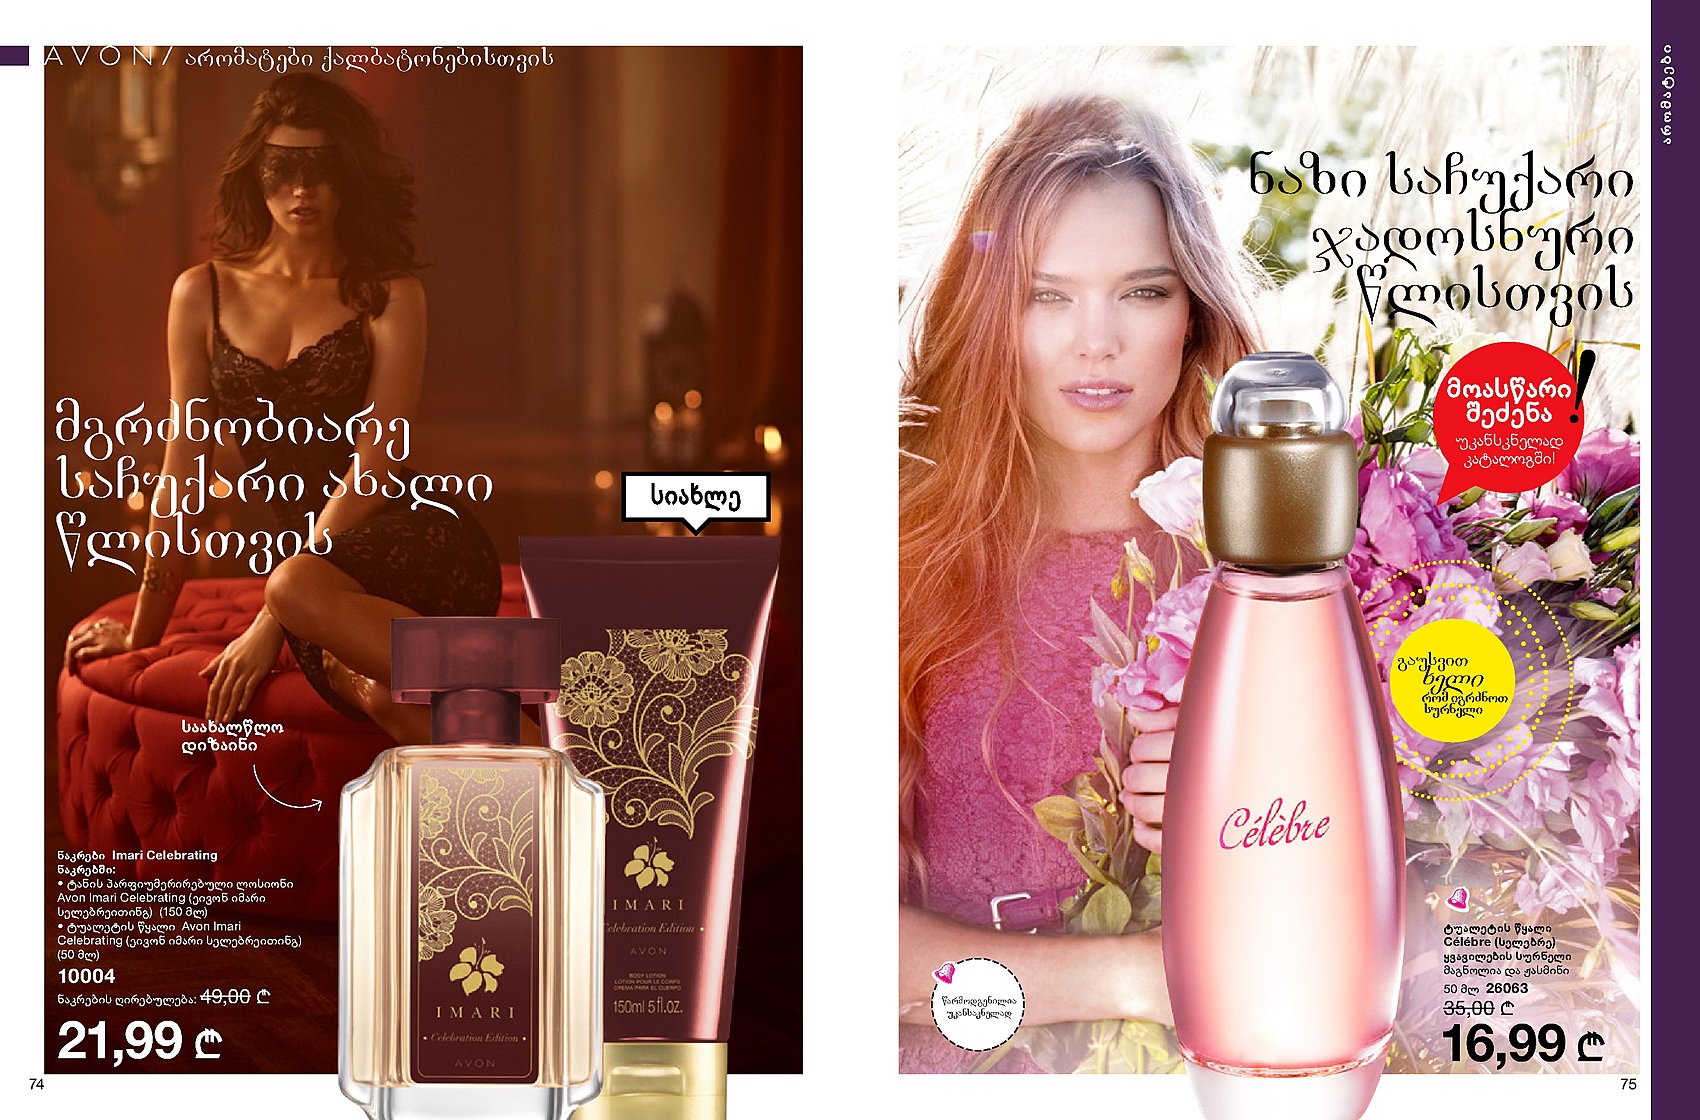 AVON/ არომატები ქალბატონებისთვის
მგრძნობიარე
საჩუქარი ახალი
წლისთვის
სიახლე
საახალწლო
დიზაინი
ნაკრები Imari Celebrating
ნაკრებში:
• ტანის პარფიუმერირებული ლოსიონი
Avon Imari Celebrating (ეივონ იმარი
სელებრეითინგ) (150 მლ)
• ტუალეტის წყალი Avon Imari
Celebrating (ეივონ იმარი სელებრეითინგ)
(50 მლ)
10004
ნაკრების ღირებულება: 49,00 ₾
21,99 ₾
IMARI
• Celebration Edition •
AVON
IMARI
Celebration Edition •
AVON
BODY LOTION
LOTION POUR LE CORPS
CREMA PARA EL CUERPO
150ml 5 fl.oz.
74
არომატები
ნაზი საჩუქარი
ჯადოსნური
წლისთვის
მოასწარი
შეძენა!
უკანსკნელად
კატალოგში!
გაუსვით
ხელი
რომ იგრძნოთ
სურნელი
Célèbre
წარმოდგენილია
უკანსაკნელად
ტუალეტის წყალი
Célébre (სელებრე)
ყვავილების სურნელი
მაგნოლია და ჟასმინი
50 მლ 26063
35,00 ₾
16,99 ₾
75